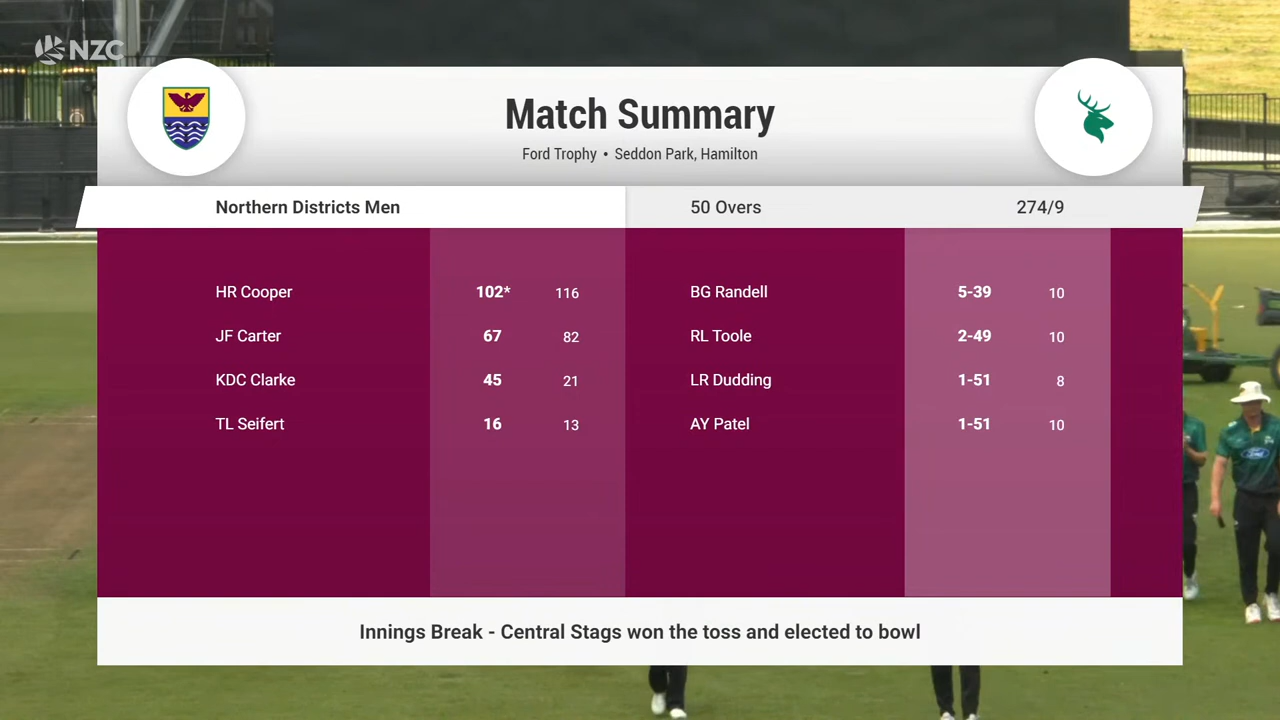 NZC
Match Summary
Ford Trophy • Seddon Park, Hamilton
Northern Districts Men 50 Overs 274/9
HR Cooper 102* 116 BG Randell 5-39 10
JF Carter 67 82 RL Toole 2-49 10
KDC Clarke 45 21 LR Dudding 1-51 8
TL Seifert 16 13 AY Patel 1-51 10
Innings Break - Central Stags won the toss and elected to bowl
Ford